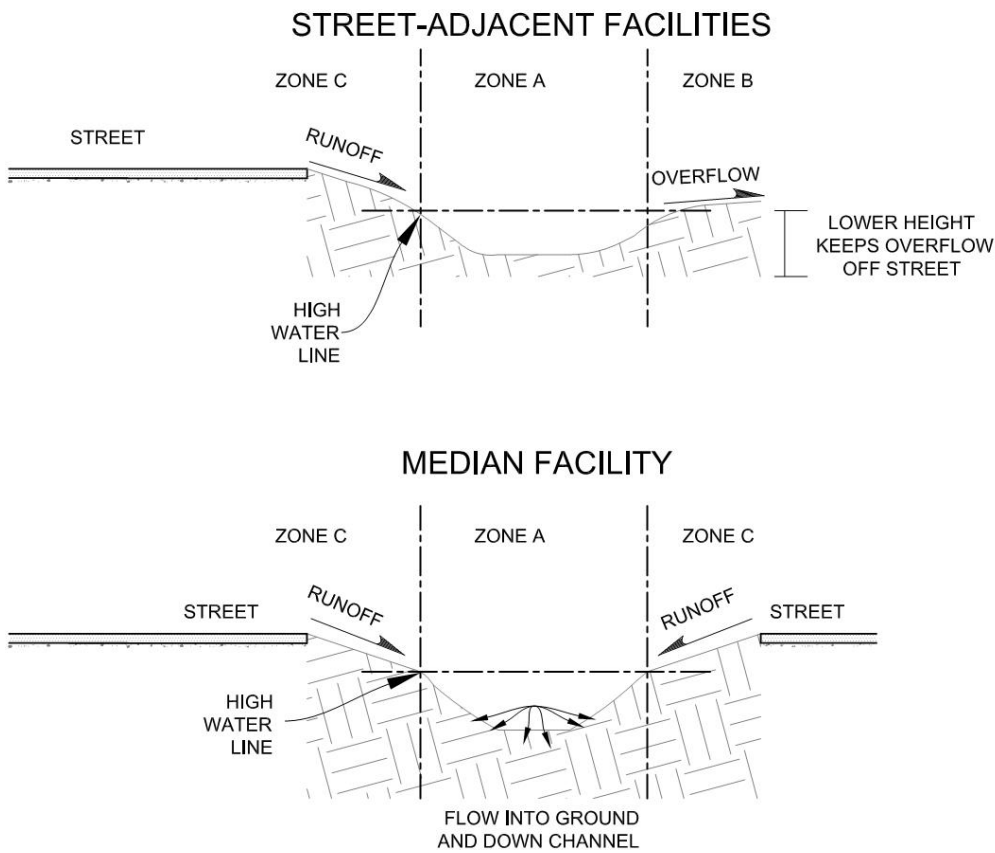 STREET-ADJACENT FACILITIES
ZONE C
ZONE A
ZONE B
STREET
RUNOFF
OVERFLOW
LOWER HEIGHT
KEEPS OVERFLOW
OFF STREET
HIGH
WATER
LINE
MEDIAN FACILITY
ZONE C
ZONE A
ZONE C
STREET
RUNOFF
RUNOFF
STREET
HIGH
WATER
LINE
FLOW INTO GROUND
AND DOWN CHANNEL